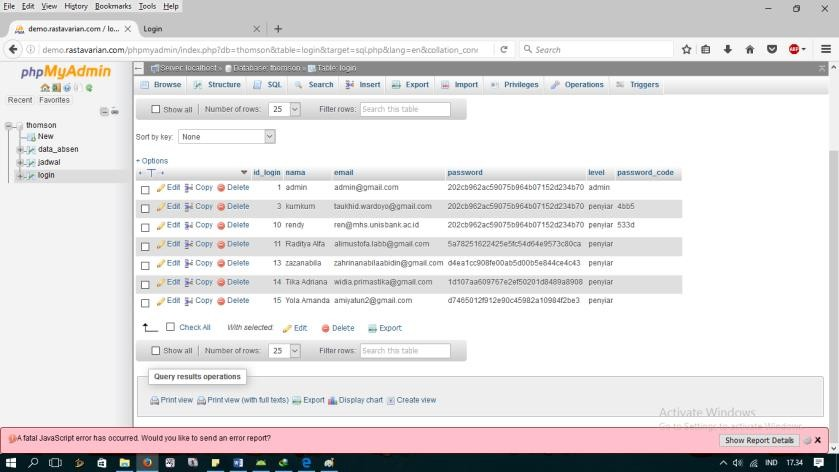 File Edit View History Bookmarks Tools Help
demo.rastavarian.com / lo... × Login × +
demo.rastavarian.com/phpmyadmin/index.php?db=thomson&table=login&target=sql.php&lang=en&collation_conn Search ABP
phpMyAdmin
Recent Favorites
thomson
New
data_absen
jadwal
login
Server: localhost » Database: thomson » Table: login
Browse Structure SQL Search Insert Export Import Privileges Operations Triggers
Show all Number of rows: 25 Filter rows: Search this table
Sort by key: None
+ Options
←T→ id_login nama email password level password_code
Edit Copy Delete 1 admin admin@gmail.com 202cb962ac59075b964b07152d234b70 admin
Edit Copy Delete 3 kumkum taukhid.wardoyo@gmail.com 202cb962ac59075b964b07152d234b70 penyiar 4bb5
Edit Copy Delete 10 rendy ren@mhs.unisbank.ac.id 202cb962ac59075b964b07152d234b70 penyiar 533d
Edit Copy Delete 11 Raditya Alfa alimustofa.labb@gmail.com 5a78251622425e5fc54d64e9573c80ca penyiar
Edit Copy Delete 13 zazanabila zahrinanabilaabidin@gmail.com d4ea1cc908fe00ab5d00b5e844ce4c43 penyiar
Edit Copy Delete 14 Tika Adriana widia.primastika@gmail.com 1d107aa609767e2ef50201d8489a8908 penyiar
Edit Copy Delete 15 Yola Amanda amiyafun2@gmail.com d7465012f912e90c45982a10984f2be3 penyiar
Check All With selected: Edit Delete Export
Show all Number of rows: 25 Filter rows: Search this table
Query results operations
Print view Print view (with full texts) Export Display chart Create view
Activate Windows
Go to Settings to activate Windows.
A fatal JavaScript error has occurred. Would you like to send an error report? Show Report Details X
IND 17.34